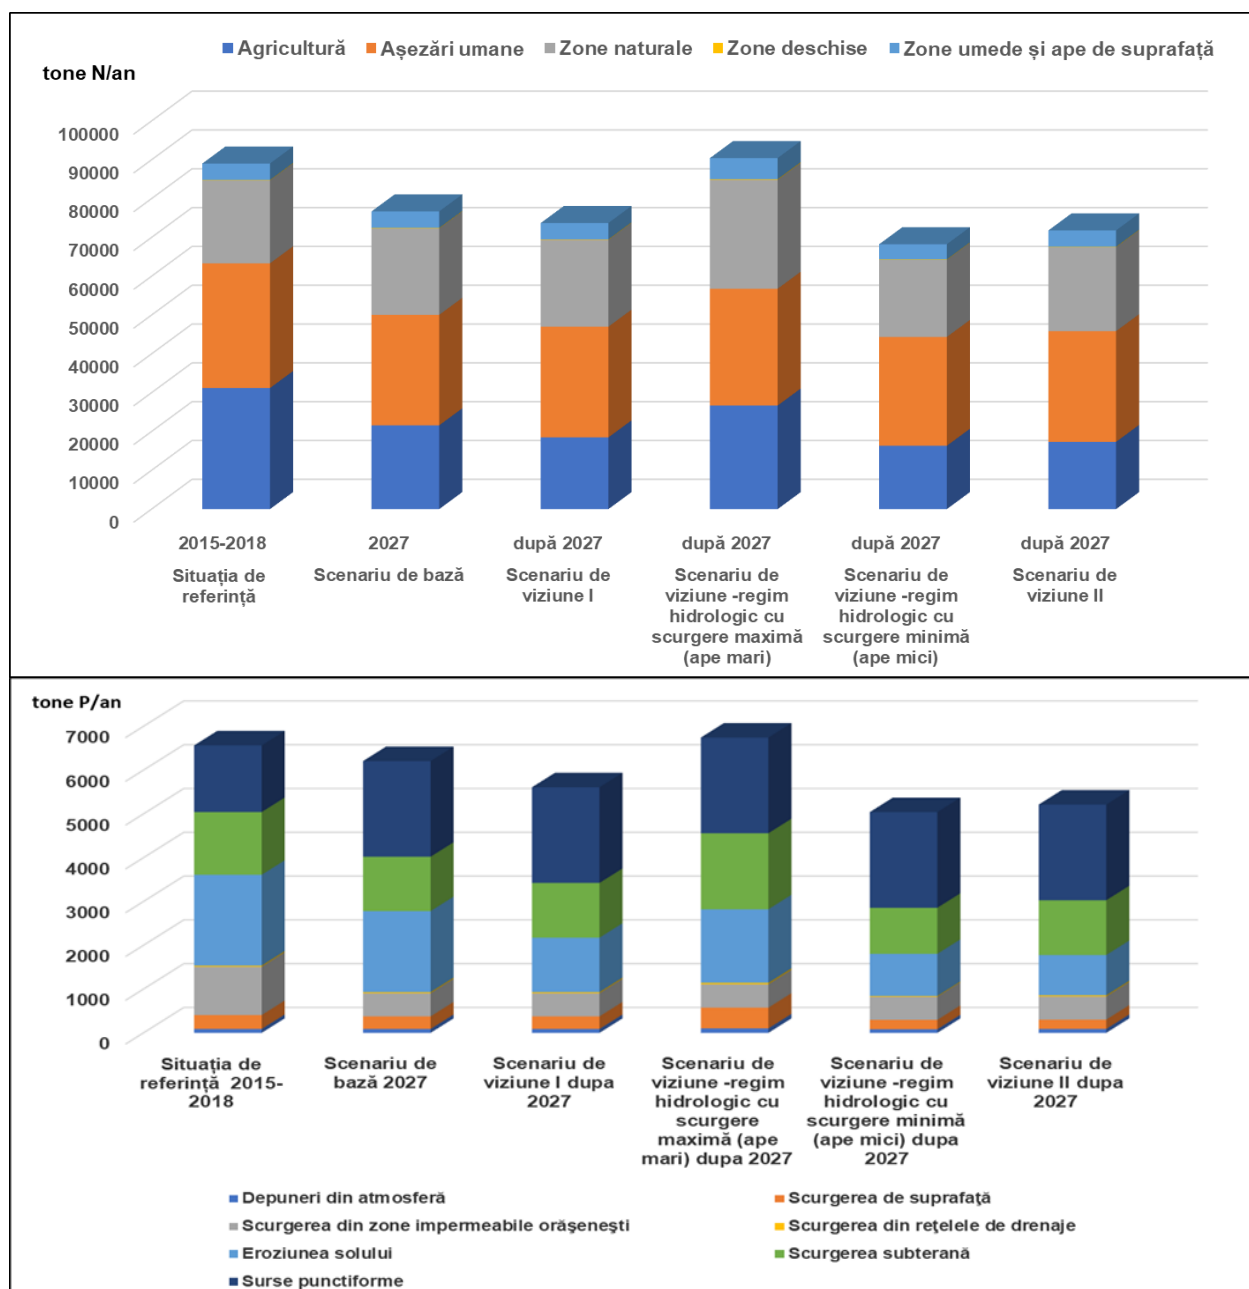 Agricultură Așezări umane Zone naturale Zone deschise Zone umede și ape de suprafață
tone N/an
100000
90000
80000
70000
60000
50000
40000
30000
20000
10000
0
2015-2018 2027 după 2027 după 2027 după 2027 după 2027
Situația de Scenariu de bază Scenariu de Scenariu de Scenariu de Scenariu de
referință viziune I viziune -regim viziune -regim viziune II
hidrologic cu hidrologic cu
scurgere maximă scurgere minimă
(ape mari) (ape mici)
tone P/an
7000
6000
5000
4000
3000
2000
1000
0
Situația de Scenariu de Scenariu de Scenariu de Scenariu de Scenariu de
referință 2015- bază 2027 viziune I dupa viziune -regim viziune -regim viziune II dupa
2018 2027 hidrologic cu hidrologic cu 2027
scurgere scurgere minimă
maximă (ape (ape mici) dupa
mari) dupa 2027 2027
Depuneri din atmosferă Scurgerea de suprafaţă
Scurgerea din zone impermeabile orăşeneşti Scurgerea din reţelele de drenaje
Eroziunea solului Scurgerea subterană
Surse punctiforme